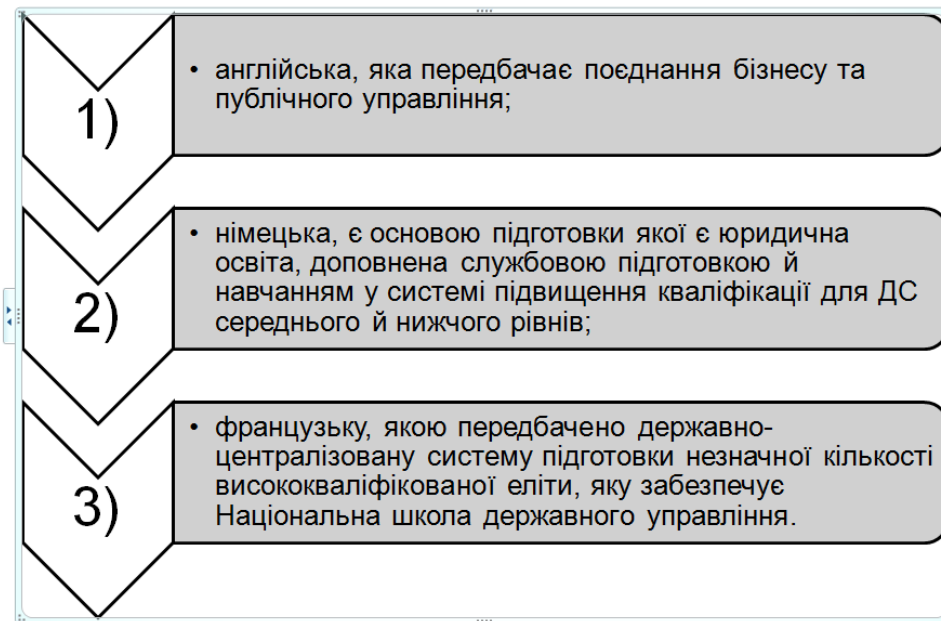 1)
• англійська, яка передбачає поєднання бізнесу та
публічного управління;
2)
• німецька, є основою підготовки якої є юридична
освіта, доповнена службовою підготовкою й
навчанням у системі підвищення кваліфікації для ДС
середнього й нижчого рівнів;
3)
• французьку, якою передбачено державно-
централізовану систему підготовки незначної кількості
висококваліфікованої еліти, яку забезпечує
Національна школа державного управління.